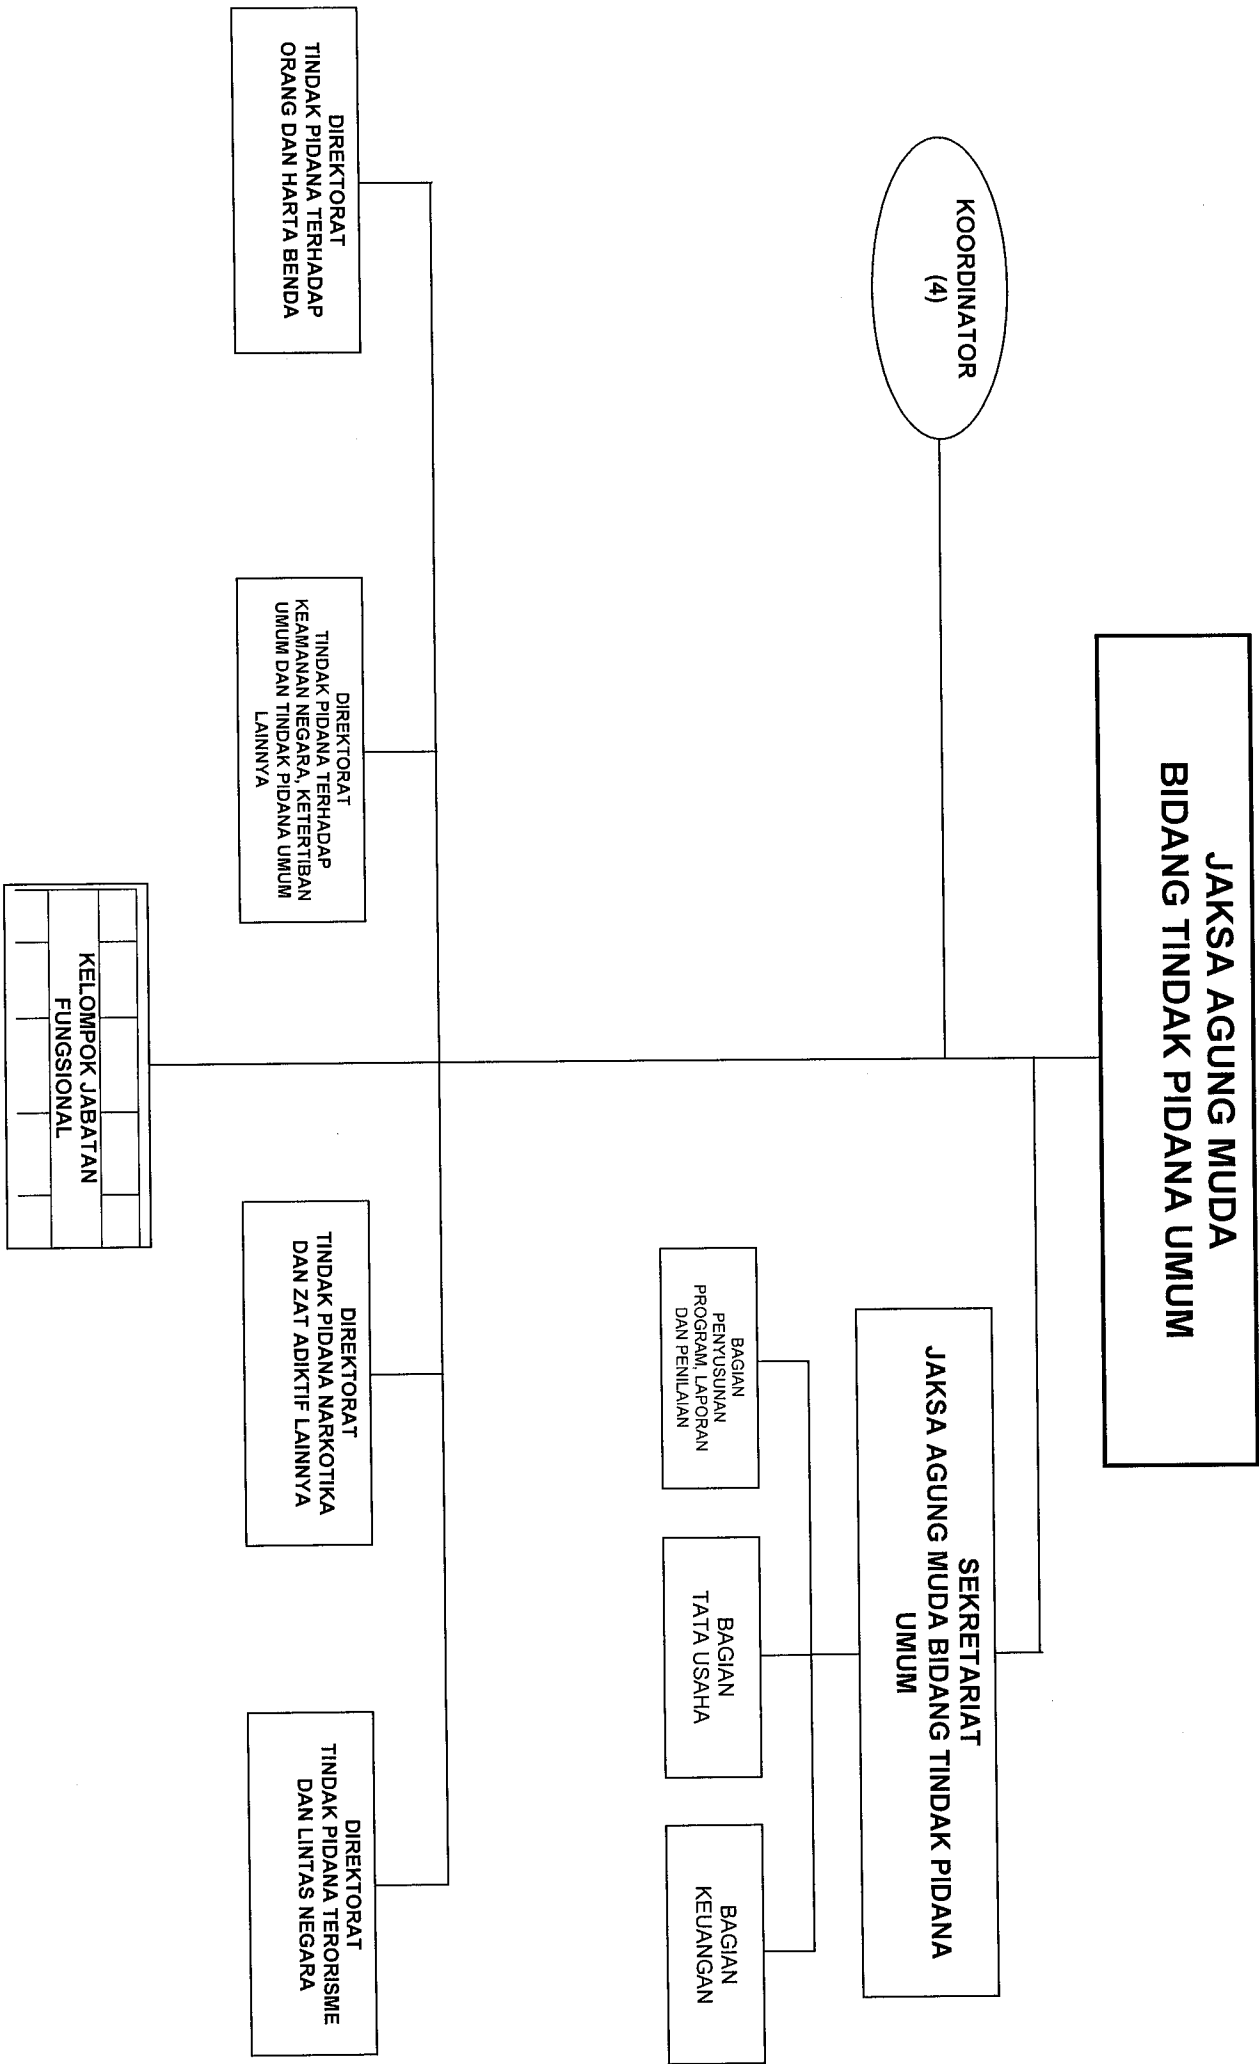 JAKSA AGUNG MUDA
BIDANG TINDAK PIDANA UMUM
KOORDINATOR
(4)
SEKRETARIAT
JAKSA AGUNG MUDA BIDANG TINDAK PIDANA
UMUM
BAGIAN
PENYUSUNAN
PROGRAM, LAPORAN
DAN PENILAIAN
BAGIAN
TATA USAHA
BAGIAN
KEUANGAN
DIREKTORAT
TINDAK PIDANA TERHADAP
ORANG DAN HARTA BENDA
DIREKTORAT
TINDAK PIDANA TERHADAP
KEAMANAN NEGARA, KETERTIBAN
UMUM DAN TINDAK PIDANA UMUM
LAINNYA
DIREKTORAT
TINDAK PIDANA NARKOTIKA
DAN ZAT ADIKTIF LAINNYA
DIREKTORAT
TINDAK PIDANA TERORISME
DAN LINTAS NEGARA
KELOMPOK JABATAN
FUNGSIONAL